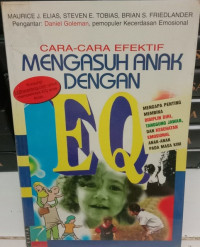 MAURICE J. ELIAS, STEVEN E. TOBIAS, BRIAN S. FRIEDLANDER
Pengantar: Daniel Goleman, pemopuler Kecerdasan Emosional
CARA-CARA EFEKTIF
MENGASUH ANAK
DENGAN
EQ
MENGAPA PENTING
MEMBINA
DISIPLIN DIRI,
TANGGUNG JAWAB,
DAN KESEHATAN
EMOSIONAL
ANAK-ANAK
PADA MASA KINI